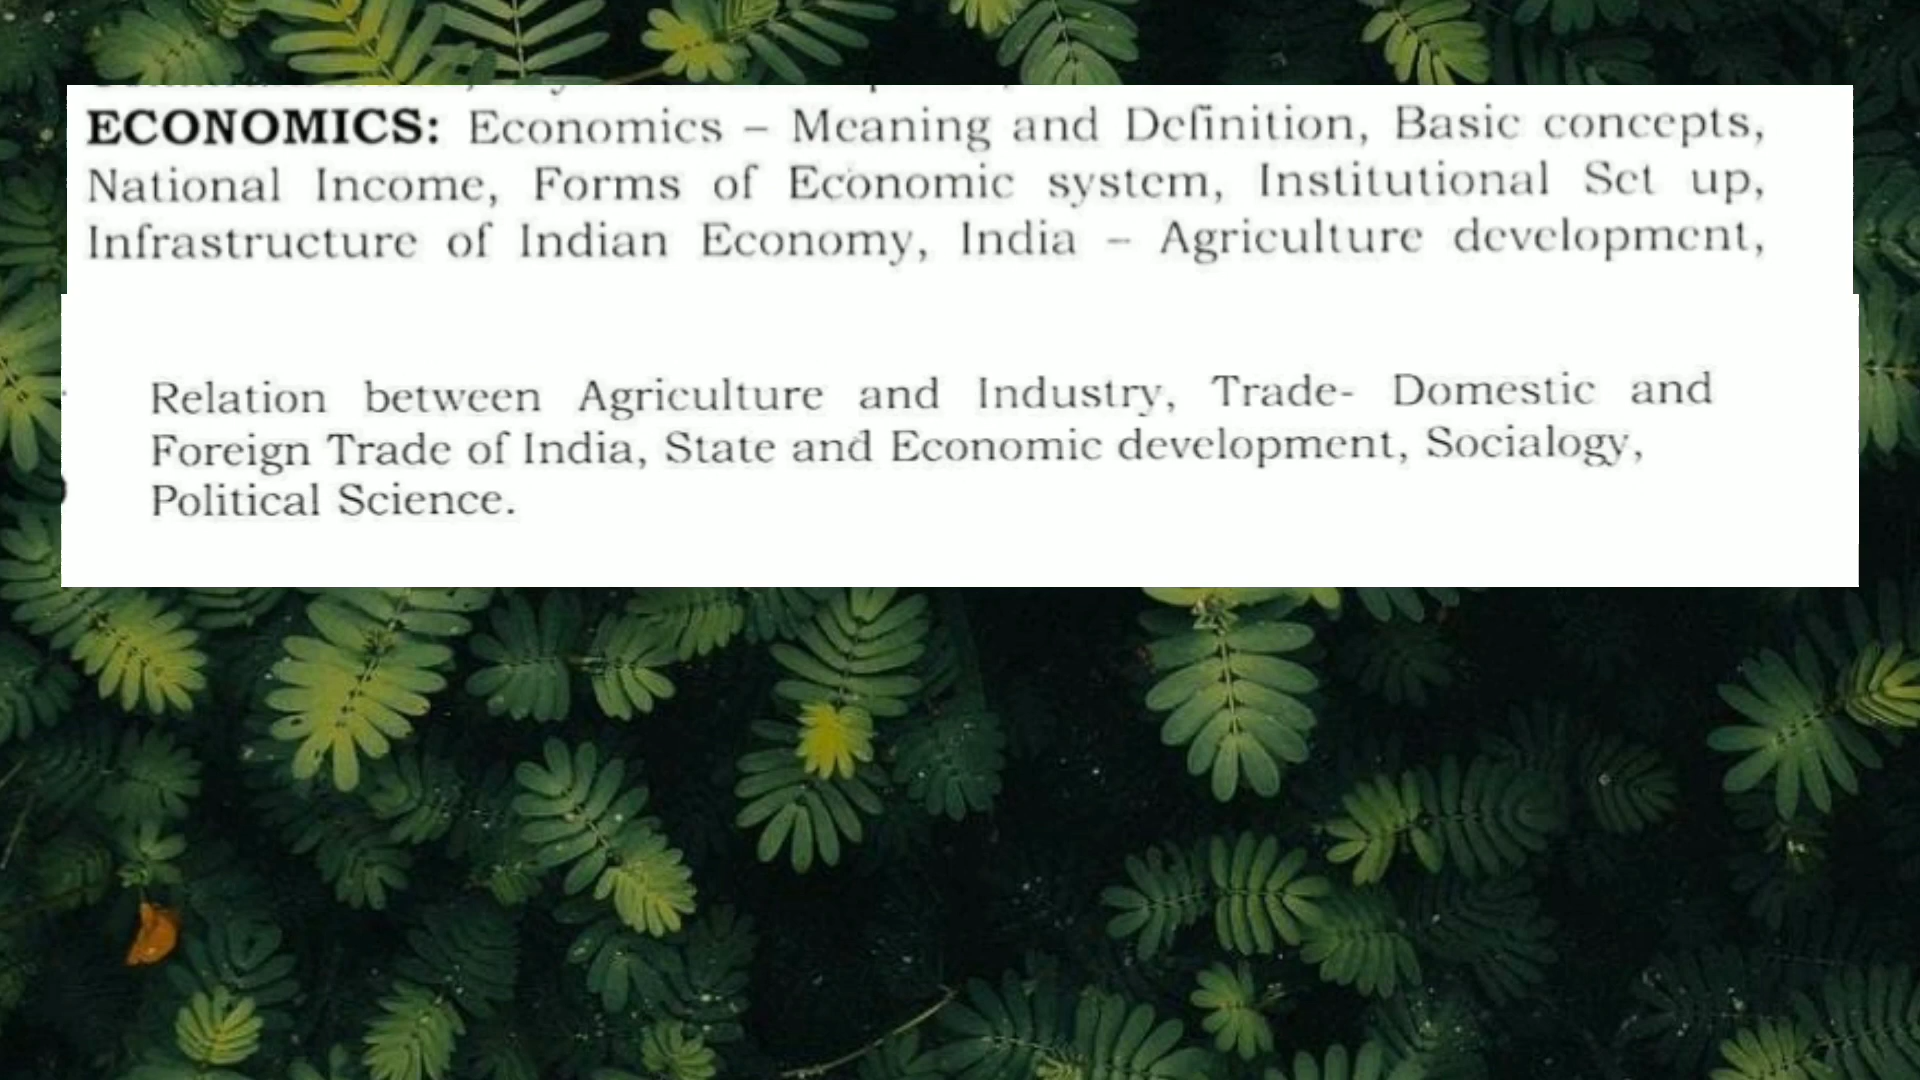 ECONOMICS: Economics – Meaning and Definition, Basic concepts,
National Income, Forms of Economic system, Institutional Set up,
Infrastructure of Indian Economy, India – Agriculture development,
Relation between Agriculture and Industry, Trade- Domestic and
Foreign Trade of India, State and Economic development, Socialogy,
Political Science.